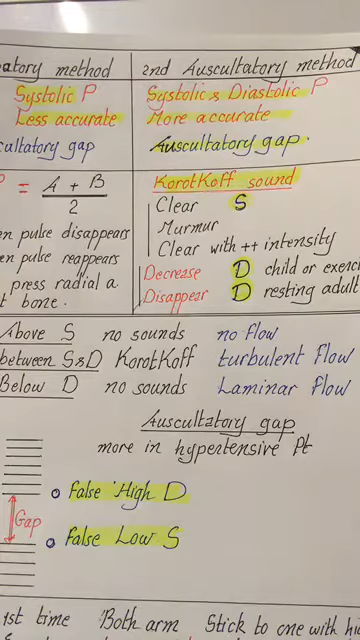 atory method
2nd Auscultatory method
Systolic P
Less accurate
cultatory gap
Systolic & Diastolic P
More accurate
Auscultatory gap.
= A + B
2
en pulse disappears
en pulse reappears
press radial a
t bone.
KorotKoff sound
Clear S
Murmur
Clear with ++ intensity
Decrease D child or exerc
Disappear D resting adult
Above S no sounds no flow
between S&D KorotKoff turbulent flow
Below D no sounds Laminar flow
Auscultatory gap
more in hypertensive Pt
Gap
False High D
False Low S
1st time Both arm Stick to one with hi